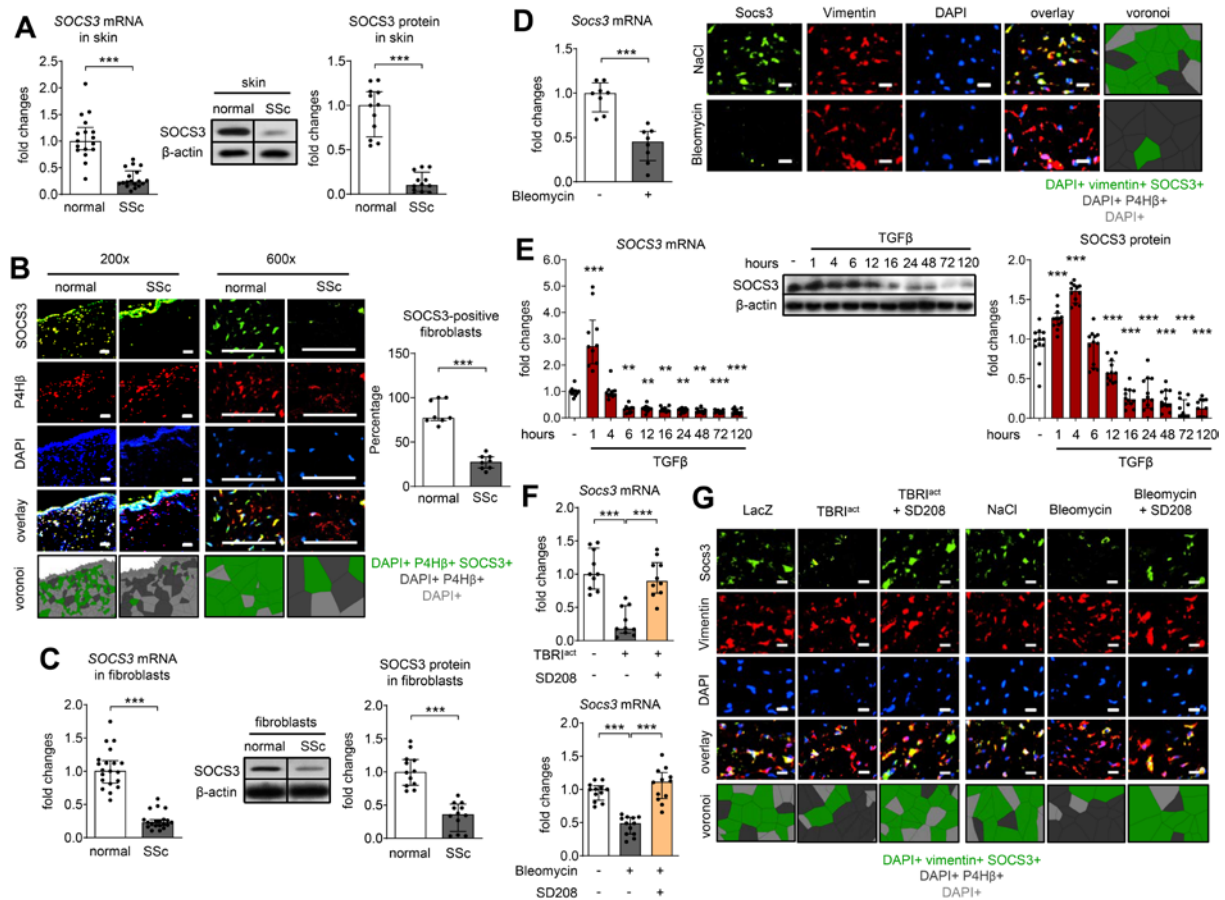 A
SOCS3 mRNA
in skin
fold changes
2.5
2.0
1.5
1.0
0.5
0.0
***
normal SSc
skin
normal SSc
SOCS3
β-actin
SOCS3 protein
in skin
fold changes
2.0
1.5
1.0
0.5
0.0
***
normal SSc
B
200x 600x
normal SSc normal SSc
SOCS3
P4Hβ
DAPI
overlay
voronoi
SOCS3-positive
fibroblasts
Percentage
150
100
50
0
***
normal SSc
DAPI+ P4Hβ+ SOCS3+
DAPI+ P4Hβ+
DAPI+
C
SOCS3 mRNA
in fibroblasts
fold changes
2.0
1.5
1.0
0.5
0.0
***
normal SSc
fibroblasts
normal SSc
SOCS3
β-actin
SOCS3 protein
in fibroblasts
fold changes
2.0
1.5
1.0
0.5
0.0
***
normal SSc
D
Socs3 mRNA
fold changes
1.5
1.0
0.5
0.0
***
Bleomycin - +
Socs3 Vimentin DAPI overlay voronoi
NaCl
Bleomycin
DAPI+ vimentin+ SOCS3+
DAPI+ P4Hβ+
DAPI+
E
SOCS3 mRNA
fold changes
6.0
5.0
4.0
3.0
2.0
1.0
0.0
*** ** ** ** ** ** *** ***
hours - 1 4 6 12 16 24 48 72 120
TGFβ
TGFβ
hours - 1 4 6 12 16 24 48 72 120
SOCS3
β-actin
SOCS3 protein
fold changes
2.0
1.5
1.0
0.5
0.0
*** *** *** *** *** *** *** ***
hours - 1 4 6 12 16 24 48 72 120
TGFβ
F
Socs3 mRNA
fold changes
2.0
1.5
1.0
0.5
0.0
*** ***
TBRIact - + +
SD208 +
Socs3 mRNA
fold changes
2.0
1.5
1.0
0.5
0.0
*** ***
Bleomycin - + +
SD208 +
G
LacZ TBRIact TBRIact + SD208 NaCl Bleomycin Bleomycin + SD208
Socs3
Vimentin
DAPI
overlay
voronoi
DAPI+ vimentin+ SOCS3+
DAPI+ P4Hβ+
DAPI+